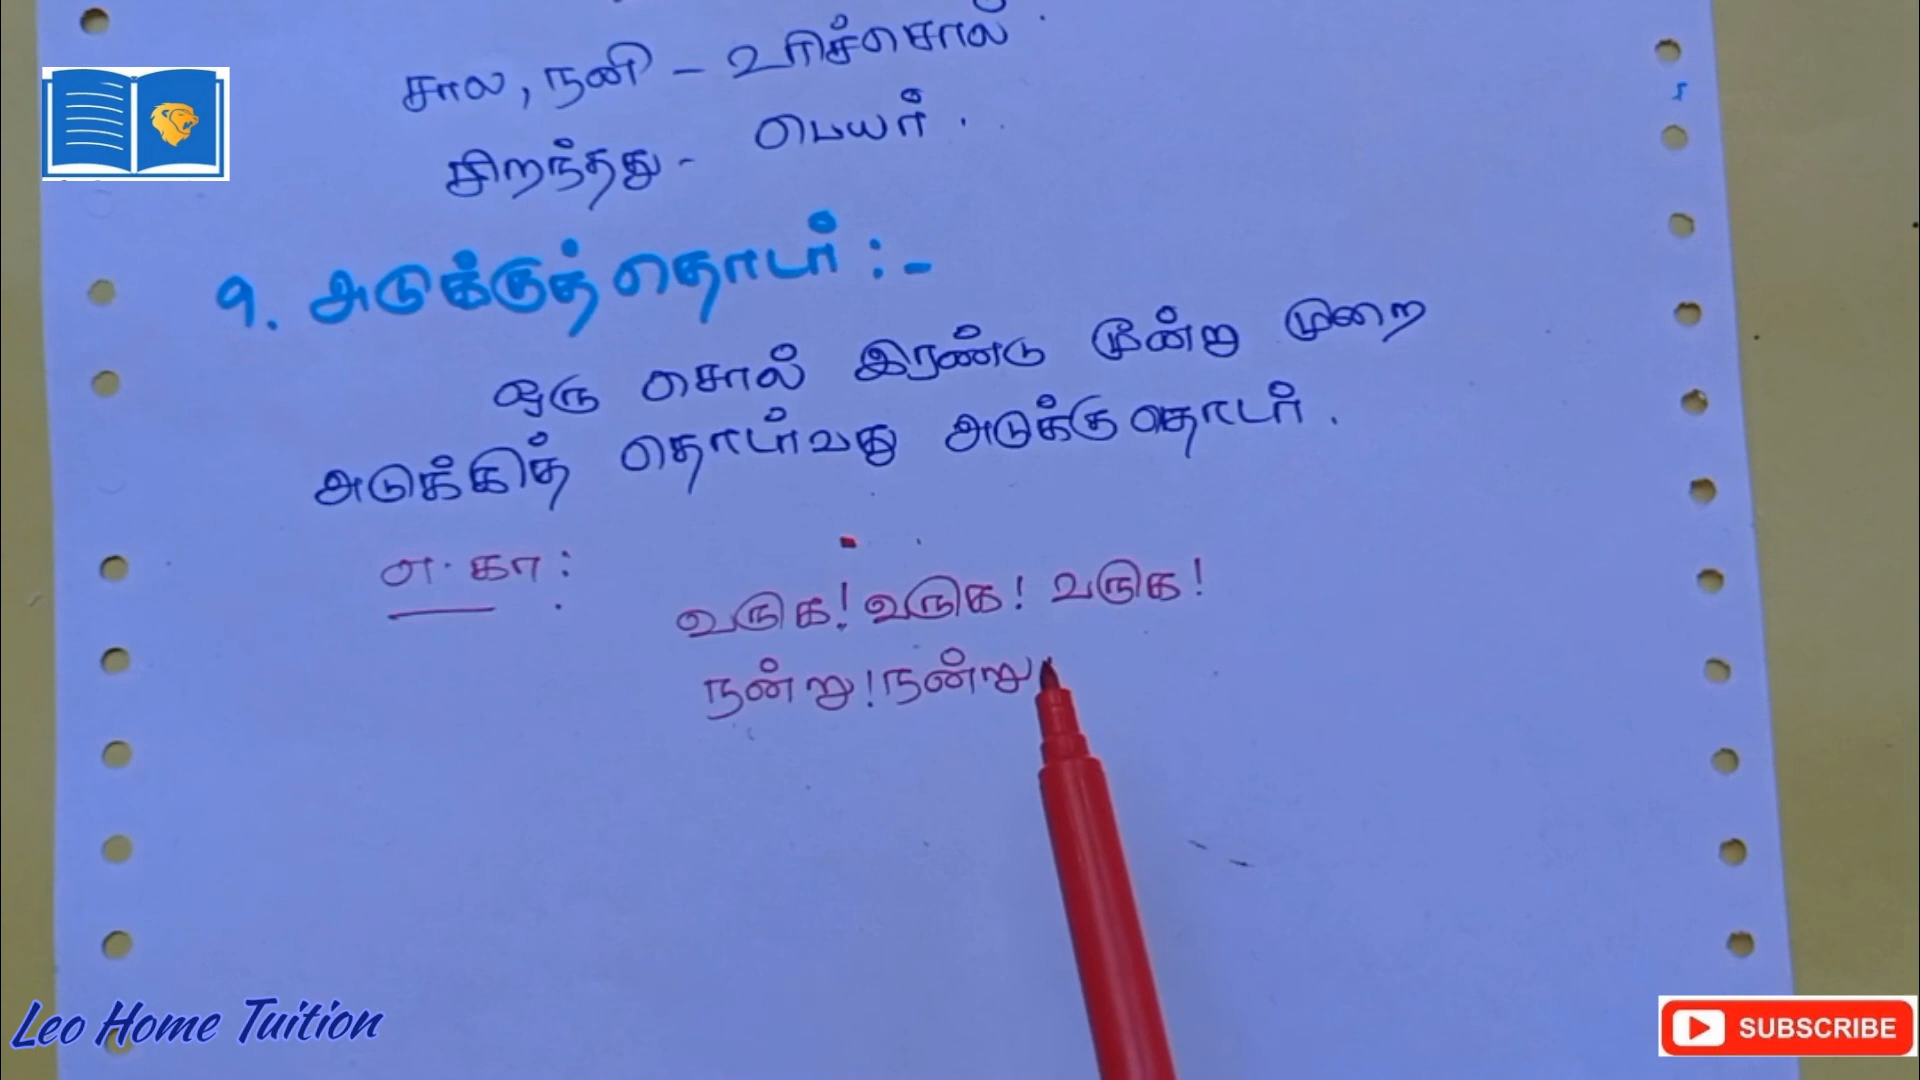 சால, நனி - உரிச்சொல்
சிறந்தது - பெயர்.
9. அடுக்குத்தொடர் :-
ஒரு சொல் இரண்டு மூன்று முறை
அடுக்கித் தொடர்வது அடுக்குதொடர்.
எ.கா :
வருக! வருக! வருக!
நன்று! நன்று
Leo Home Tuition
SUBSCRIBE